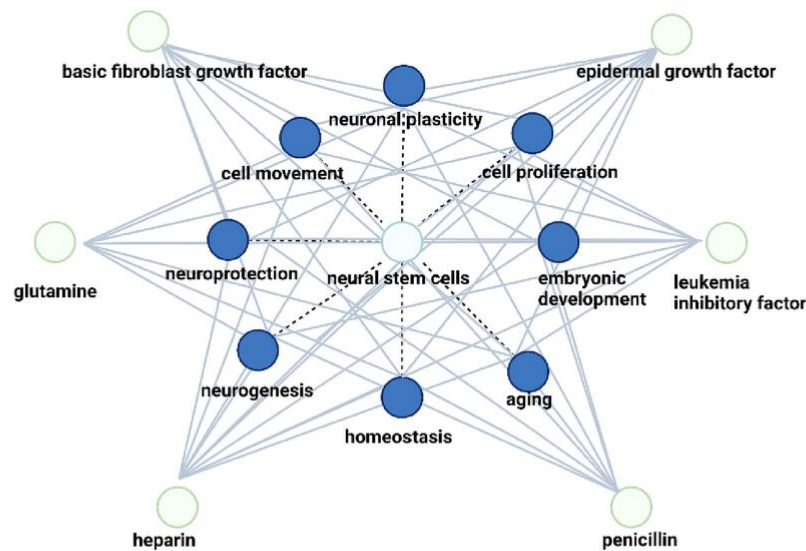 basic fibroblast growth factor
epidermal growth factor
neuronal plasticity
cell movement
cell proliferation
neuroprotection
neural stem cells
embryonic
development
leukemia
inhibitory factor
glutamine
neurogenesis
aging
homeostasis
heparin
penicillin